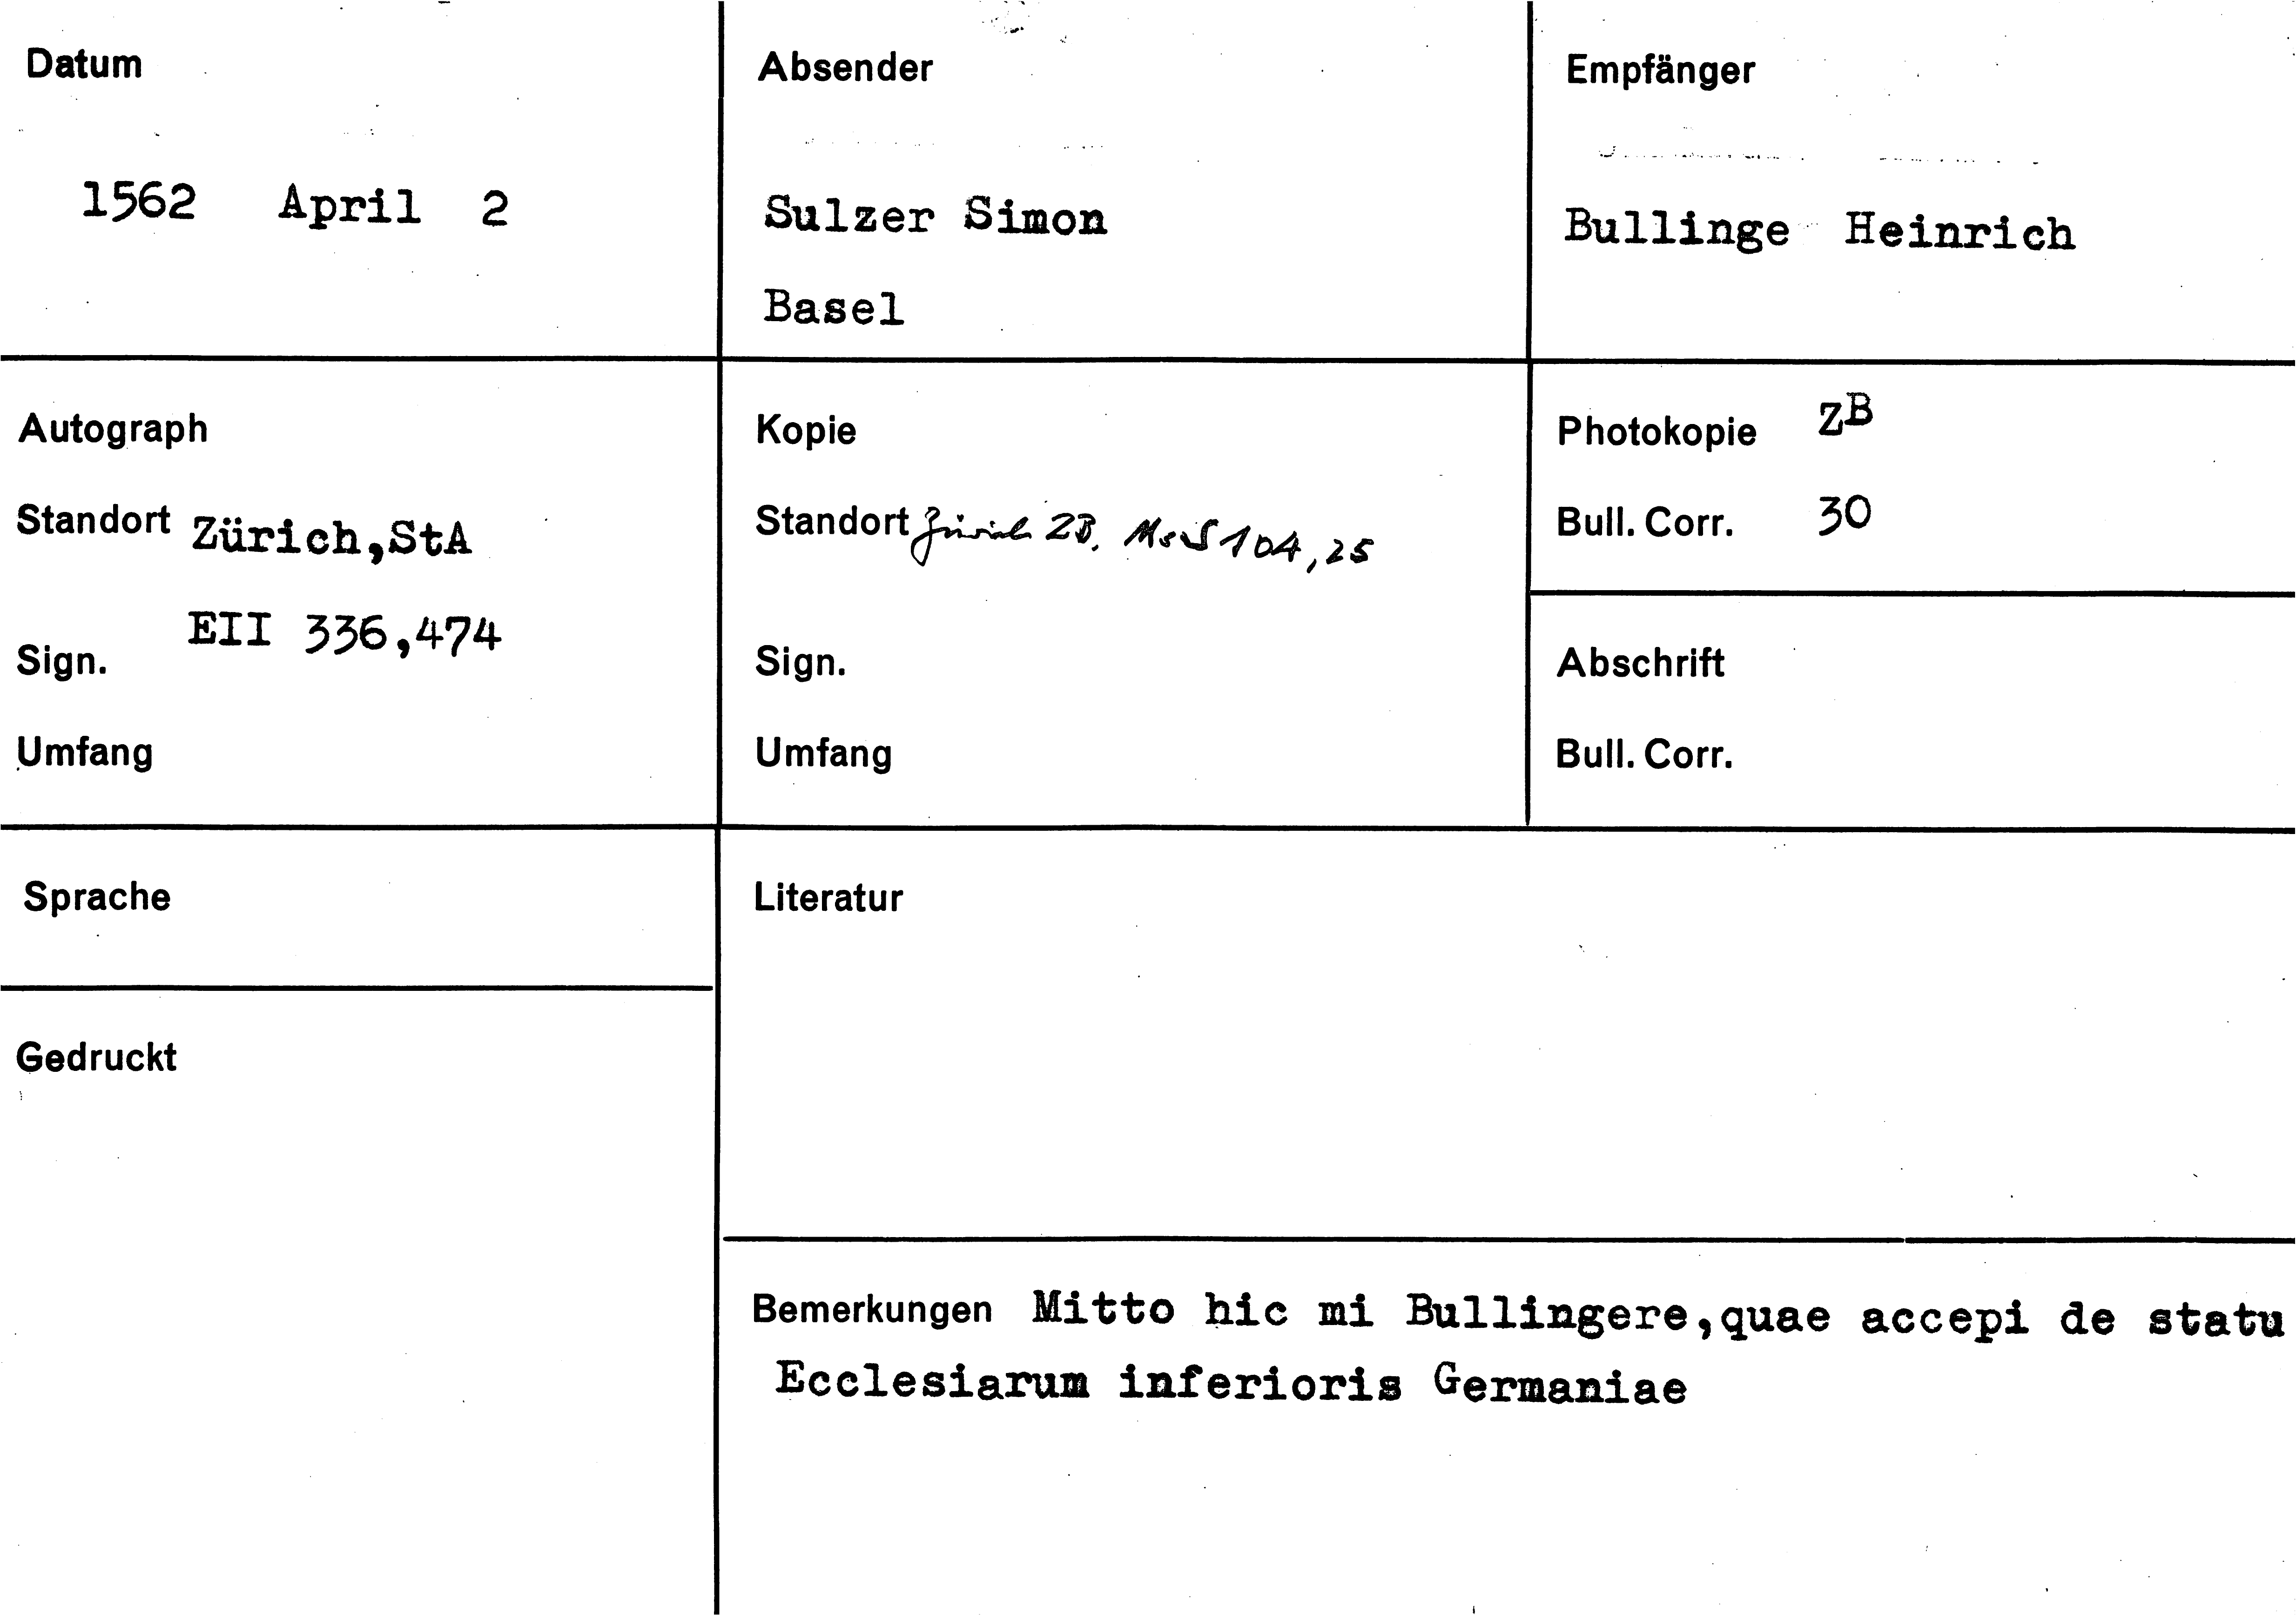 Datum
1562 April 2
Absender
Sulzer Simon
Basel
Empfänger
Bullinge Heinrich
Autograph
Standort Zürich,StA
Sign. EII 336,474
Umfang
Kopie
Standort Zürich ZB. Ms S 104, 25
Sign.
Umfang
Photokopie ZB
Bull. Corr. 30
Abschrift
Bull. Corr.
Sprache
Literatur
Gedruckt
Bemerkungen Mitto hic mi Bullingere,quae accepi de statu
Ecclesiarum inferioris Germaniae